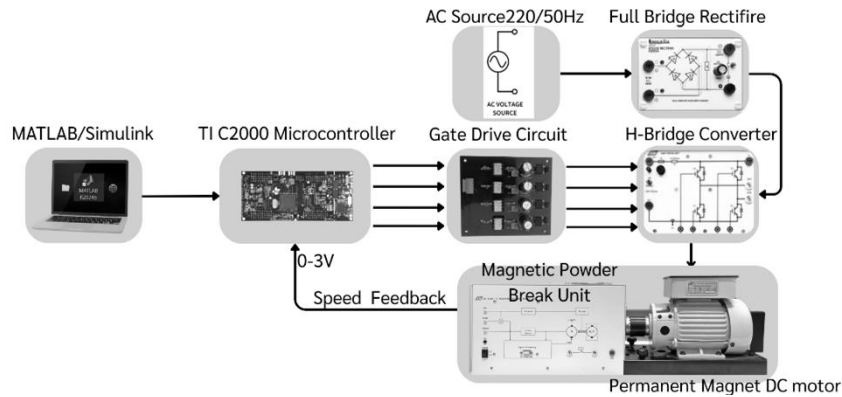 AC Source220/50Hz
Full Bridge Rectifire
AC VOLTAGE
SOURCE
MATLAB/Simulink
TI C2000 Microcontroller
Gate Drive Circuit
H-Bridge Converter
MATLAB
0-3V
Speed Feedback
Magnetic Powder
Break Unit
Permanent Magnet DC motor